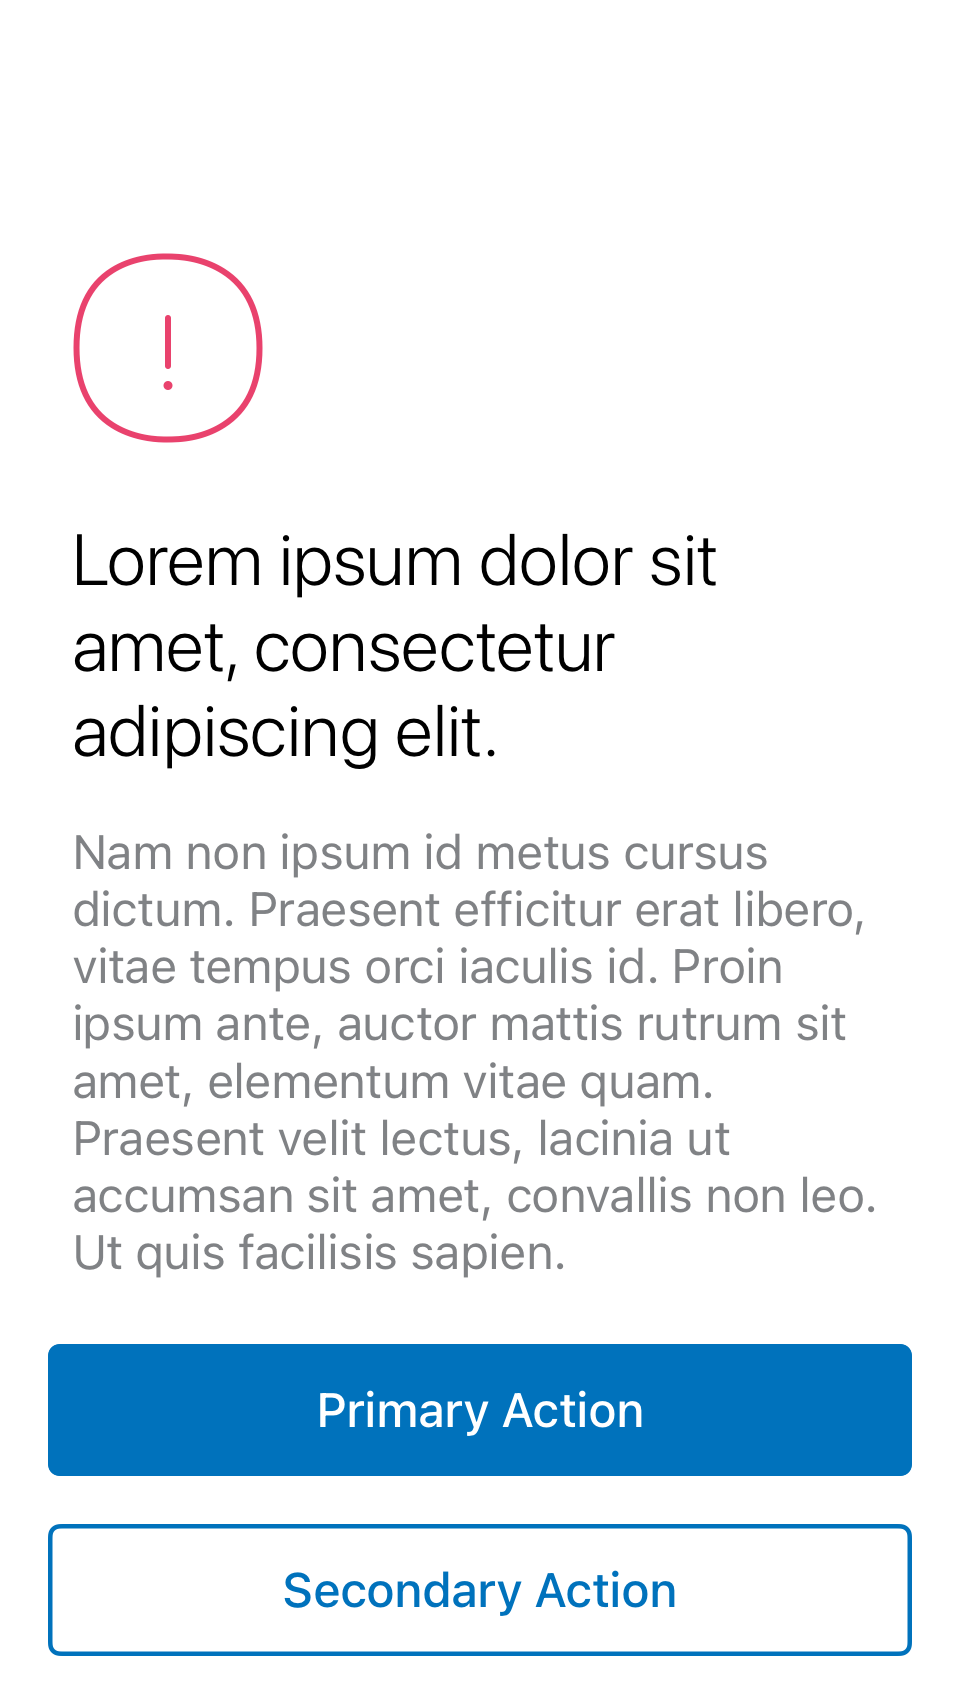 Lorem ipsum dolor sit
amet, consectetur
adipiscing elit.
Nam non ipsum id metus cursus
dictum. Praesent efficitur erat libero,
vitae tempus orci iaculis id. Proin
ipsum ante, auctor mattis rutrum sit
amet, elementum vitae quam.
Praesent velit lectus, lacinia ut
accumsan sit amet, convallis non leo.
Ut quis facilisis sapien.
Primary Action
Secondary Action